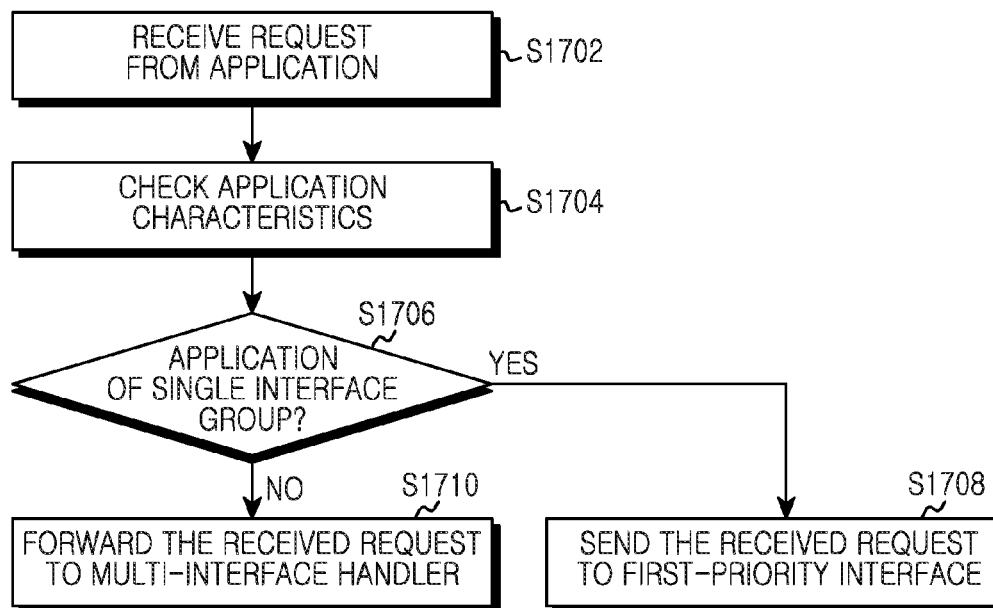 RECEIVE REQUEST
FROM APPLICATION
S1702
CHECK APPLICATION
CHARACTERISTICS
S1704
S1706
APPLICATION
OF SINGLE INTERFACE
GROUP?
YES
NO
S1710
FORWARD THE RECEIVED REQUEST
TO MULTI-INTERFACE HANDLER
S1708
SEND THE RECEIVED REQUEST
TO FIRST-PRIORITY INTERFACE